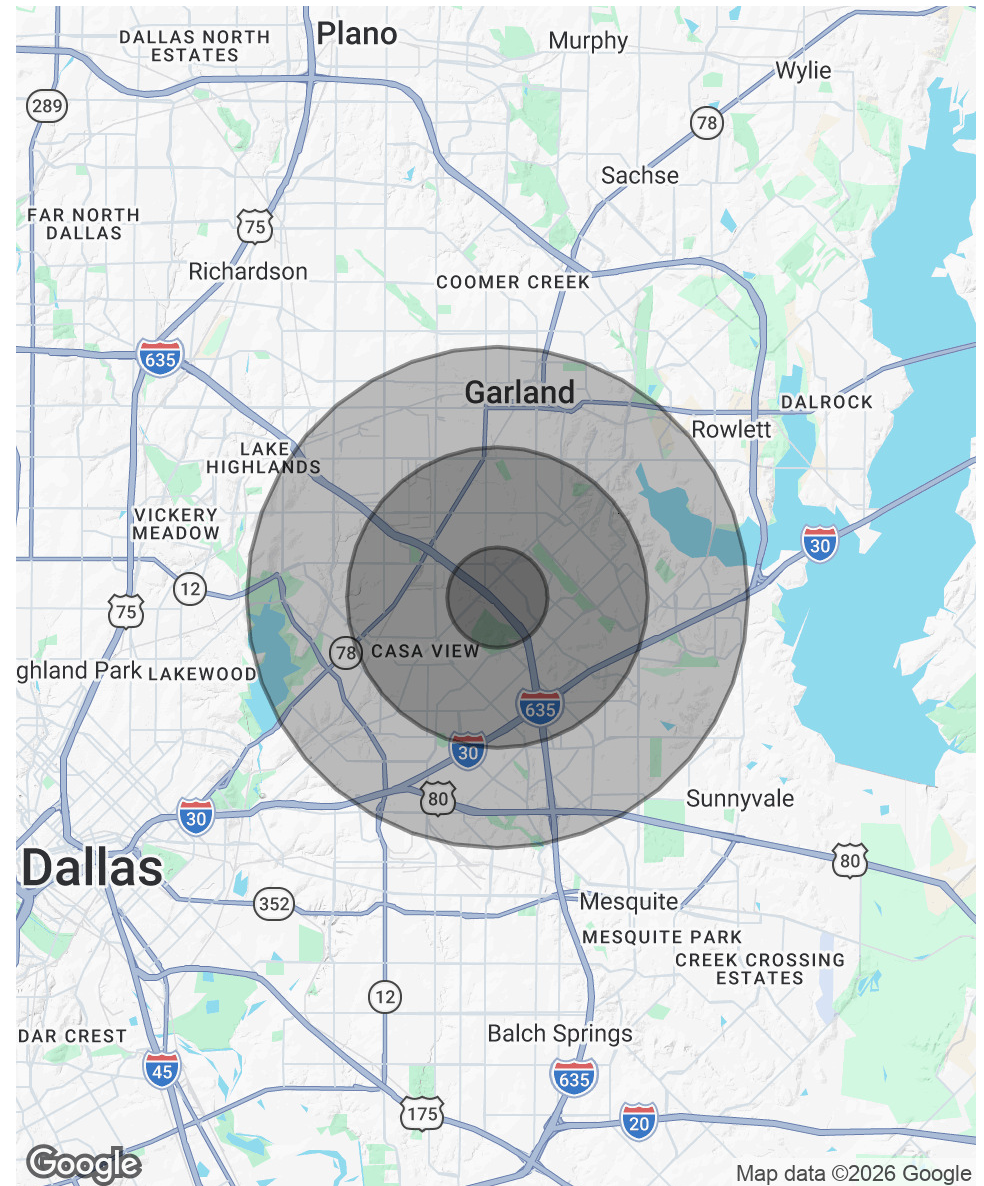 DALLAS NORTH
ESTATES
Plano
Murphy
Wylie
289
78
Sachse
FAR NORTH
DALLAS
75
Richardson
COOMER CREEK
635
Garland
DALROCK
Rowlett
LAKE
HIGHLANDS
VICKERY
MEADOW
30
12
75
78
CASA VIEW
ghland Park
LAKEWOOD
635
30
80
Sunnyvale
30
Dallas
80
352
Mesquite
MESQUITE PARK
CREEK CROSSING
ESTATES
12
DAR CREST
Balch Springs
45
635
175
20
Google
Map data ©2026 Google